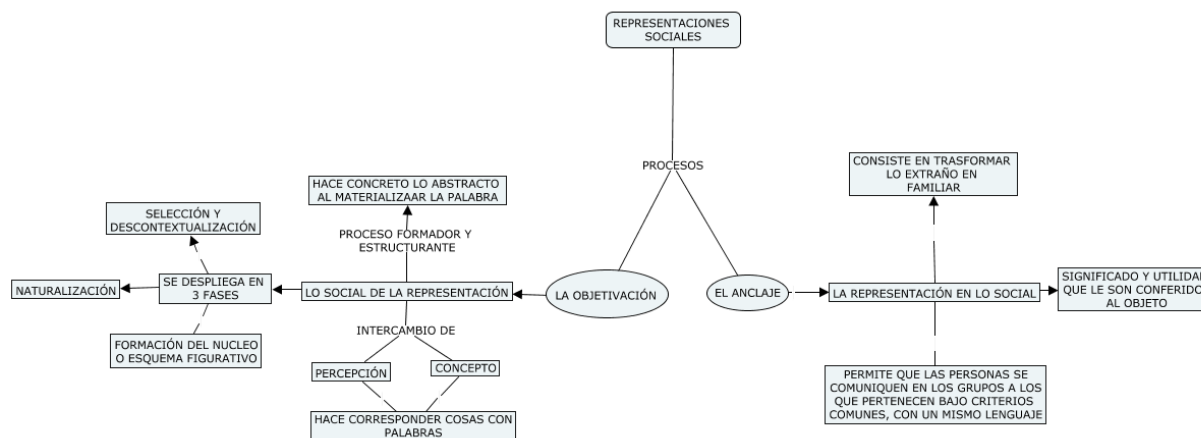 REPRESENTACIONES
SOCIALES
PROCESOS
CONSISTE EN TRASFORMAR
LO EXTRAÑO EN
FAMILIAR
HACE CONCRETO LO ABSTRACTO
AL MATERIALIZAAR LA PALABRA
SELECCIÓN Y
DESCONTEXTUALIZACIÓN
PROCESO FORMADOR Y
ESTRUCTURANTE
NATURALIZACIÓN
SE DESPLIEGA EN
3 FASES
LO SOCIAL DE LA REPRESENTACIÓN
LA OBJETIVACIÓN
EL ANCLAJE
LA REPRESENTACIÓN EN LO SOCIAL
SIGNIFICADO Y UTILIDAD
QUE LE SON CONFERIDO
AL OBJETO
INTERCAMBIO DE
FORMACIÓN DEL NUCLEO
O ESQUEMA FIGURATIVO
PERCEPCIÓN
CONCEPTO
HACE CORRESPONDER COSAS CON
PALABRAS
PERMITE QUE LAS PERSONAS SE
COMUNIQUEN EN LOS GRUPOS A LOS
QUE PERTENECEN BAJO CRITERIOS
COMUNES, CON UN MISMO LENGUAJE